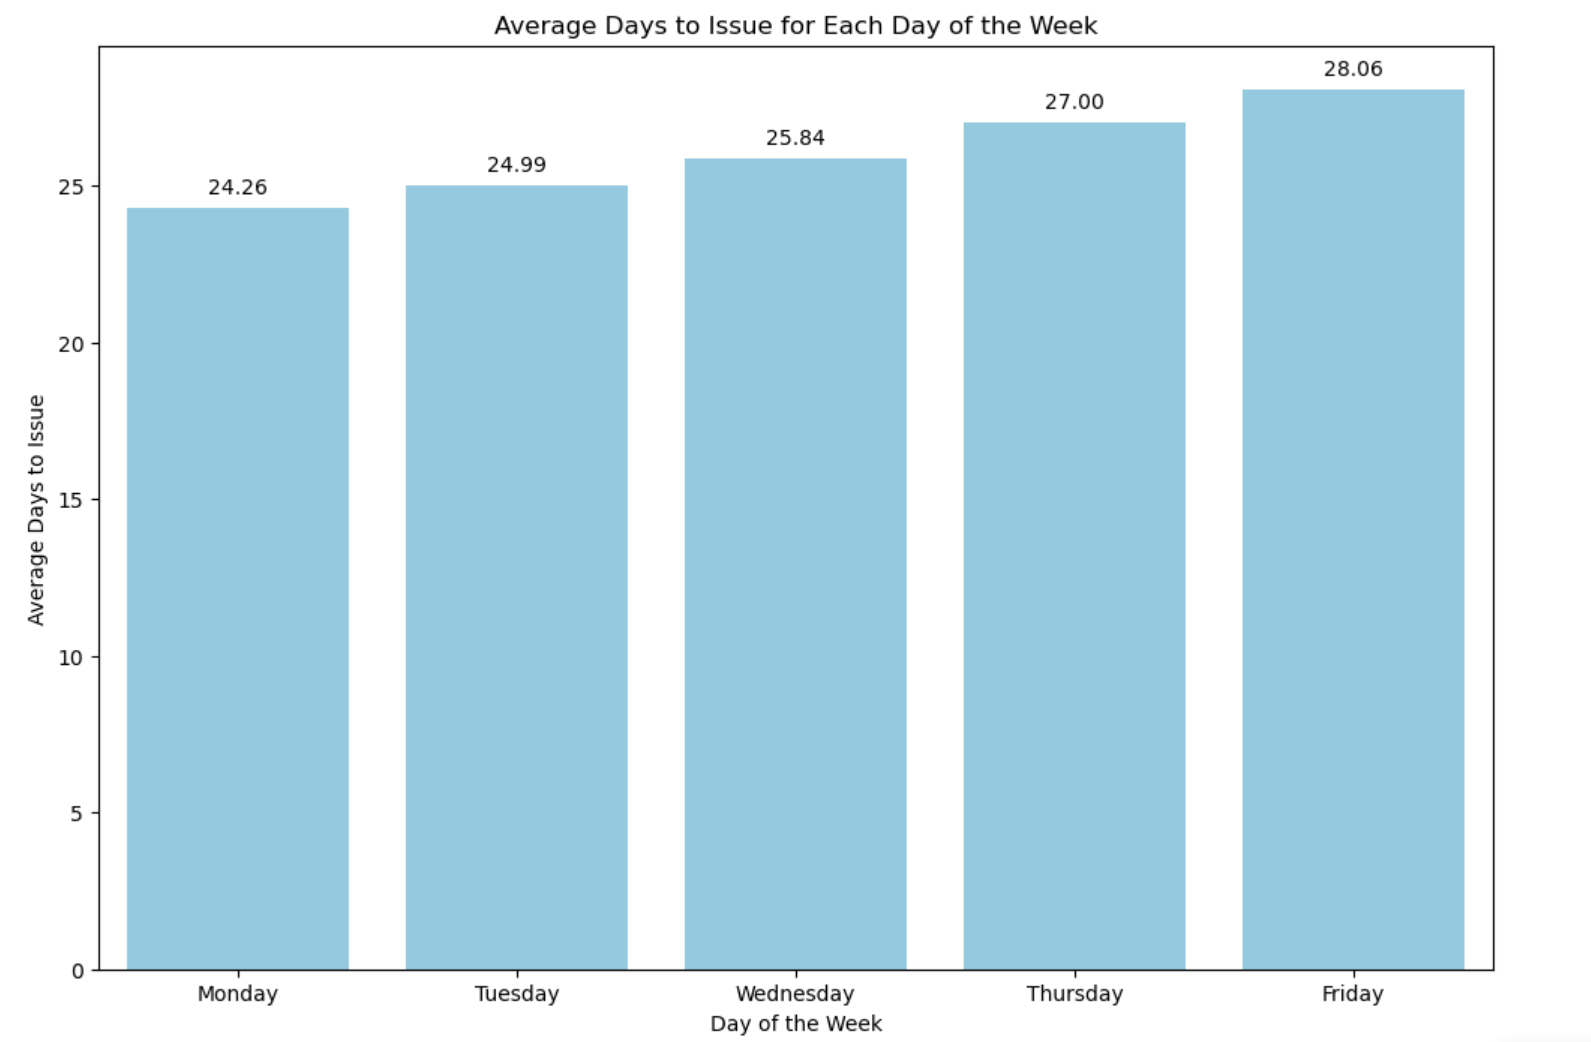 Average Days to Issue for Each Day of the Week
28.06
27.00
25.84
24.99
24.26
25
20
15
10
5
0
Average Days to Issue
Monday Tuesday Wednesday Thursday Friday
Day of the Week